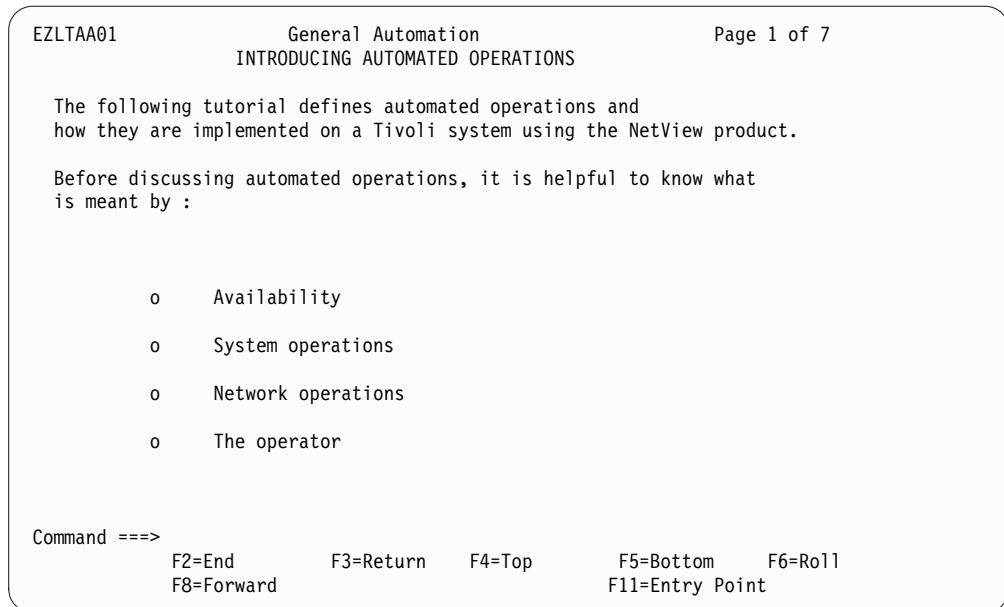 EZLTAA01 General Automation Page 1 of 7
INTRODUCING AUTOMATED OPERATIONS
The following tutorial defines automated operations and
how they are implemented on a Tivoli system using the NetView product.
Before discussing automated operations, it is helpful to know what
is meant by :
o Availability
o System operations
o Network operations
o The operator
Command ===>
F2=End F3=Return F4=Top F5=Bottom F6=Roll
F8=Forward F11=Entry Point